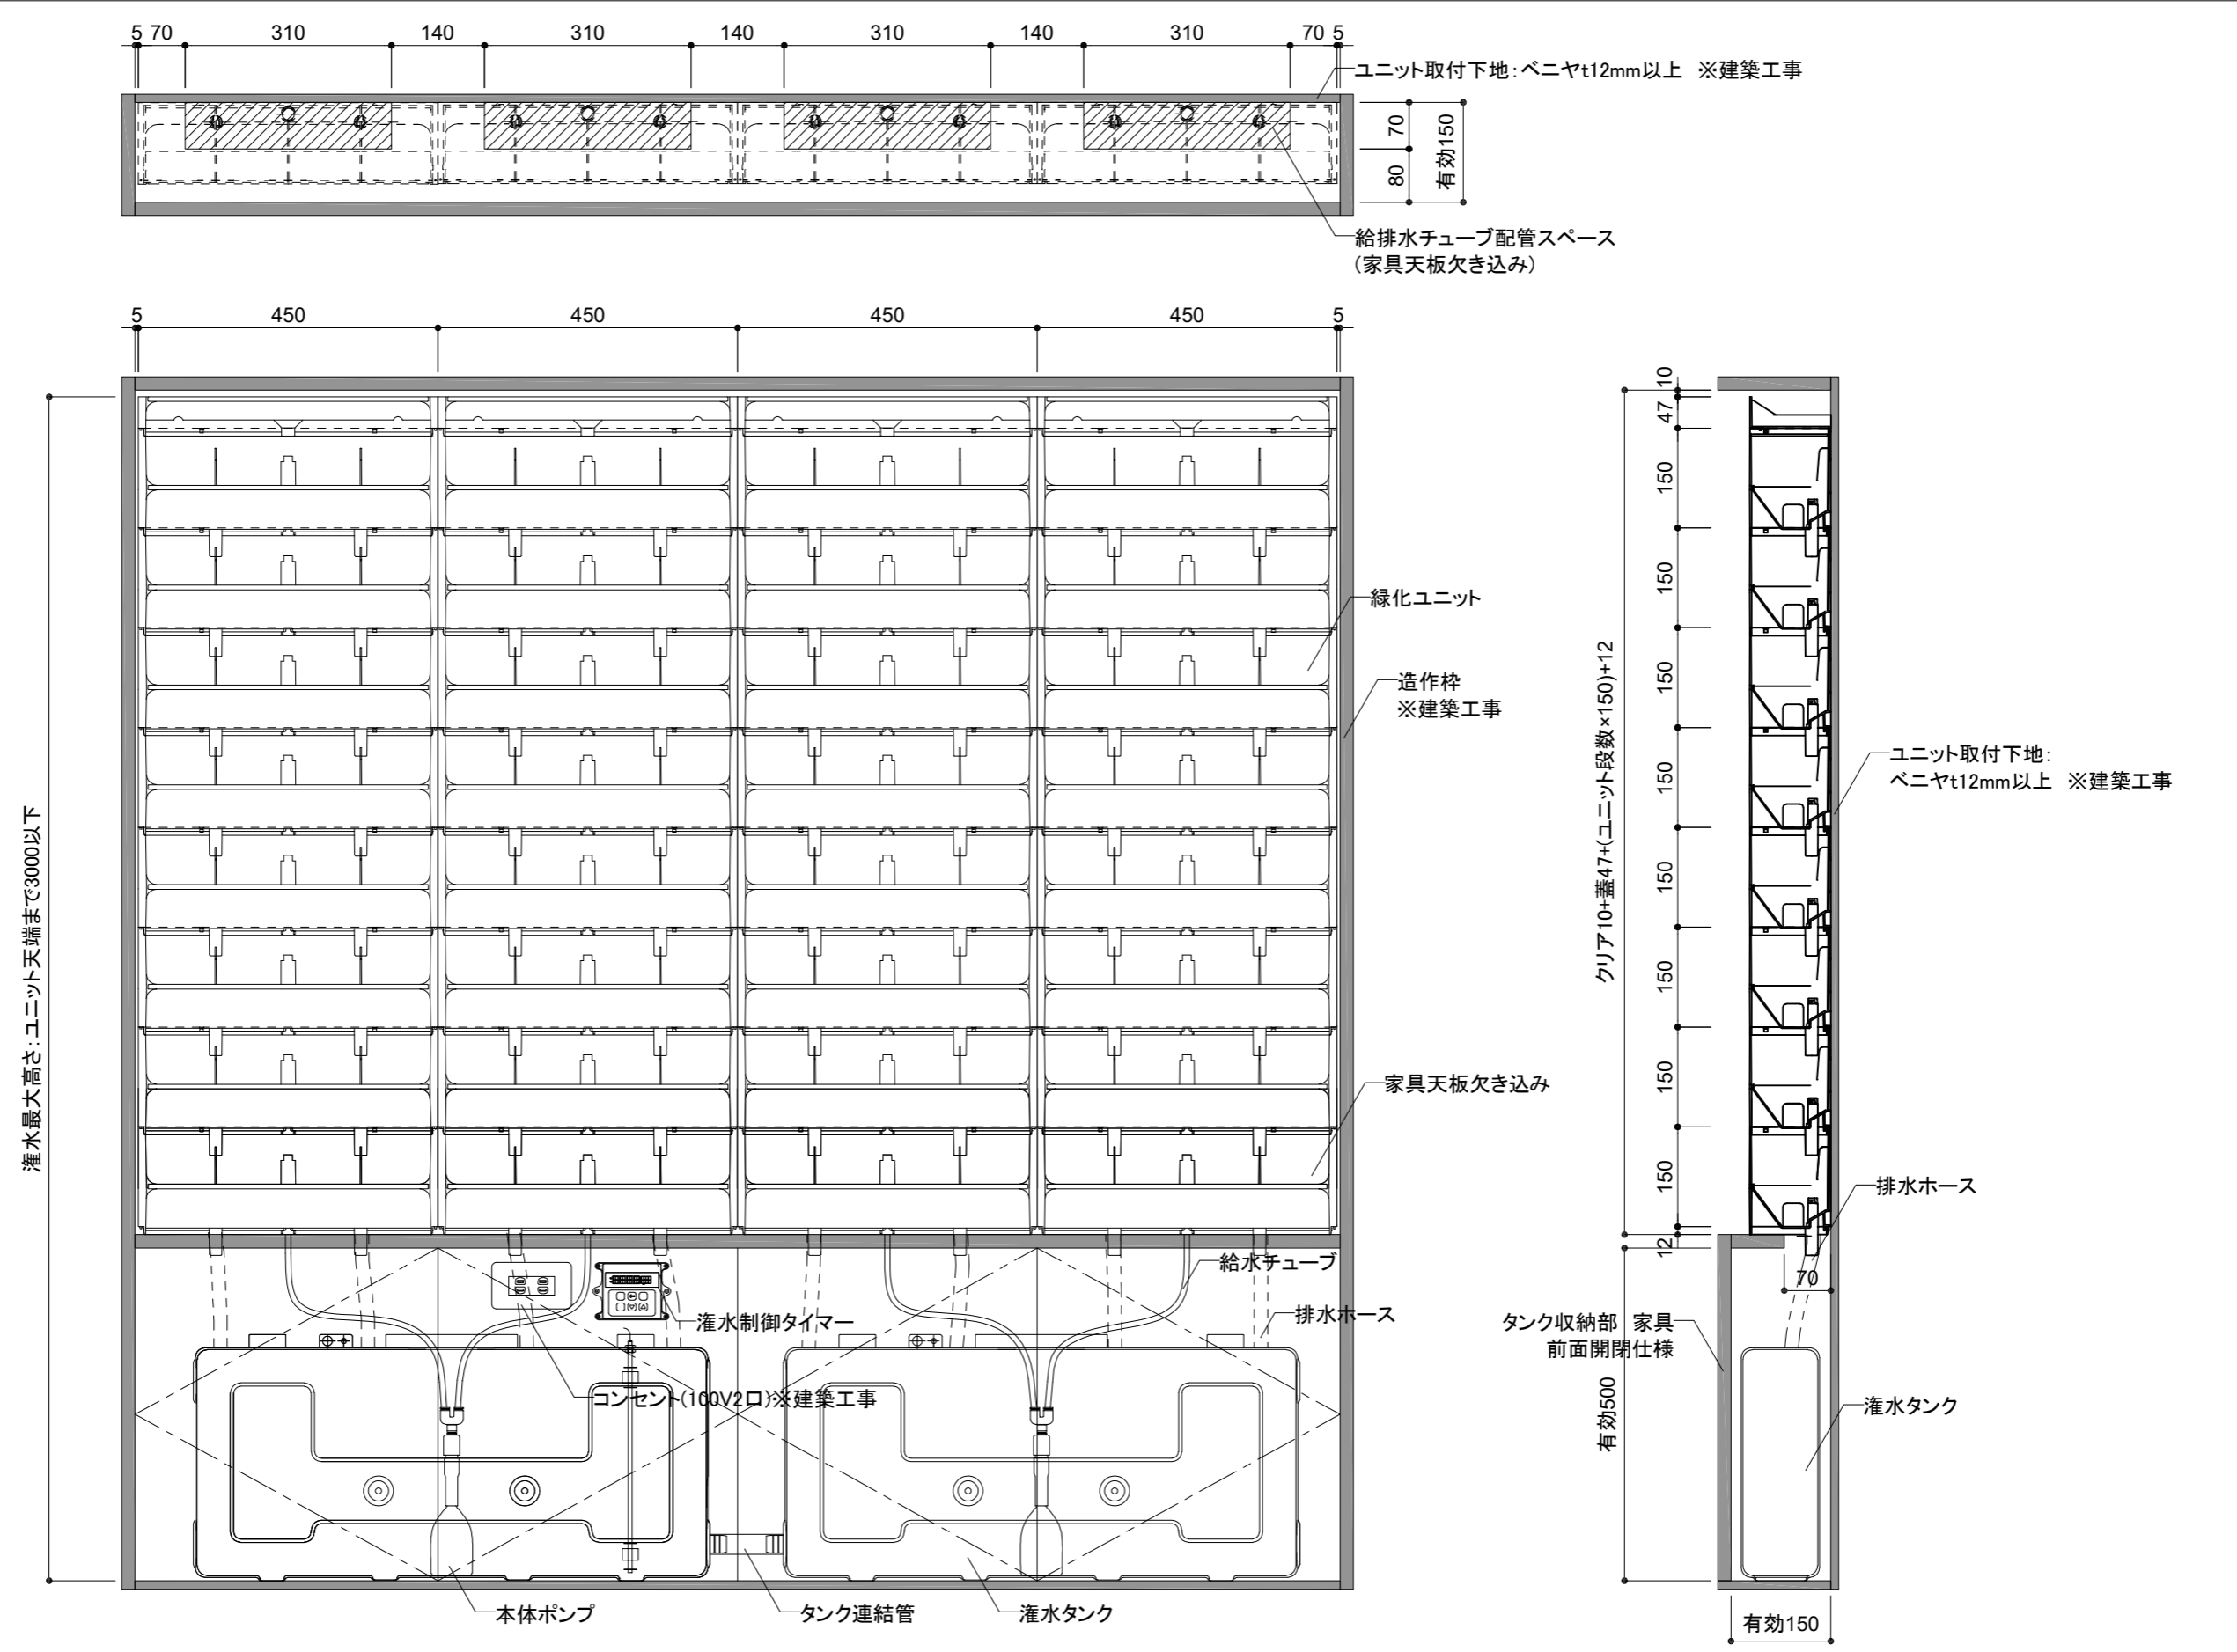 5 70 310 140 310 140 310 140 310 70 5
ユニット取付下地：ベニヤt12mm以上　※建築工事
70
80
有効150
給排水チューブ配管スペース
（家具天板欠き込み）
5 450 450 450 450 5
灌水最大高さ：ユニット天端まで3000以下
緑化ユニット
造作枠
※建築工事
家具天板欠き込み
給水チューブ
排水ホース
灌水制御タイマー
コンセント(100V2口)※建築工事
本体ポンプ
タンク連結管
灌水タンク
10
47
150
150
150
150
150
150
150
150
12
クリア10+蓋47+(ユニット段数×150)+12
有効500
ユニット取付下地：
ベニヤt12mm以上　※建築工事
排水ホース
70
タンク収納部　家具
前面開閉仕様
灌水タンク
有効150